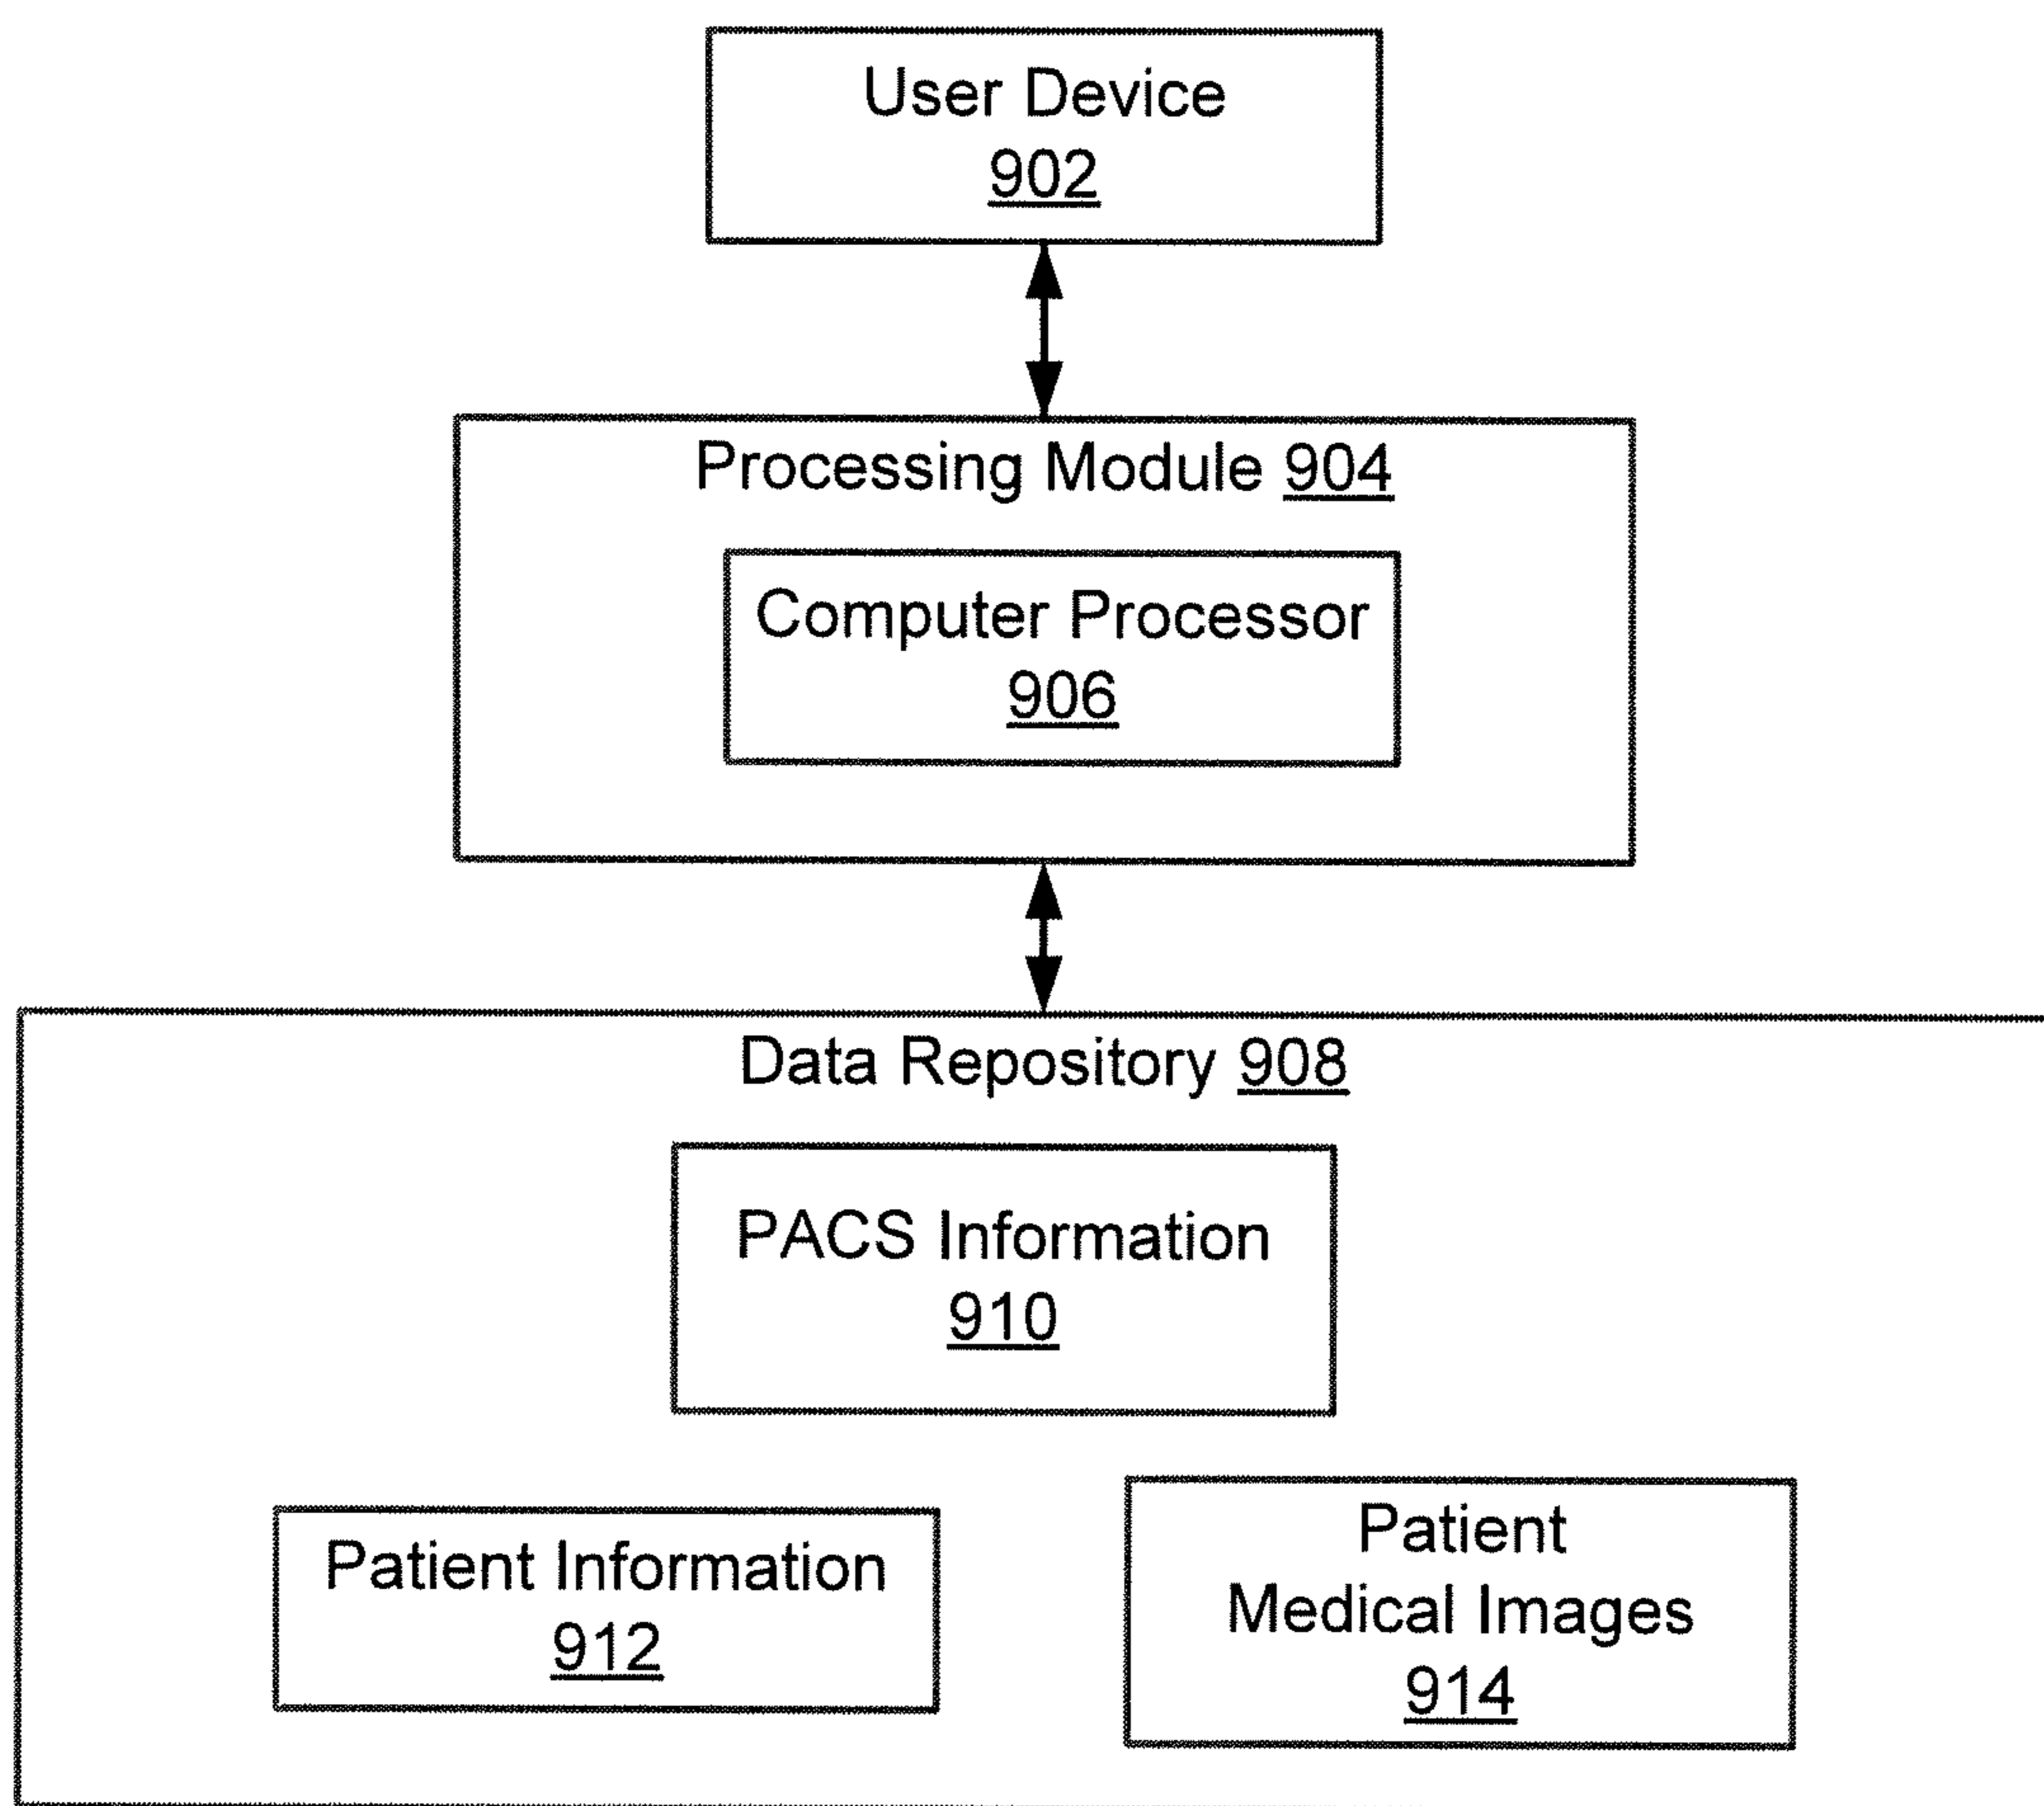 User Device
902
Processing Module 904
Computer Processor
906
Data Repository 908
PACS Information
910
Patient Information
912
Patient
Medical Images
914